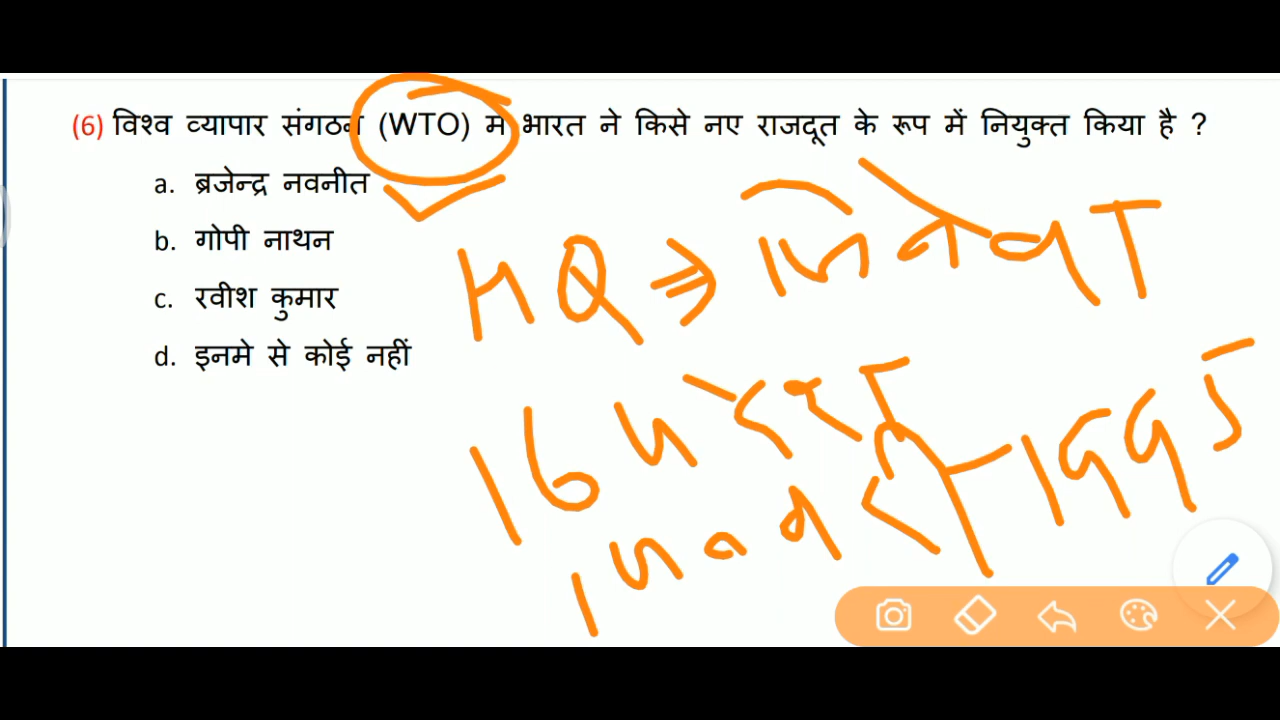 (6) विश्व व्यापार संगठन (WTO) म भारत ने किसे नए राजदूत के रूप में नियुक्त किया है ?
a. ब्रजेन्द्र नवनीत
b. गोपी नाथन
c. रवीश कुमार
d. इनमे से कोई नहीं
HQ ⇒ जिनेवा
164
1 जनवरी 1995